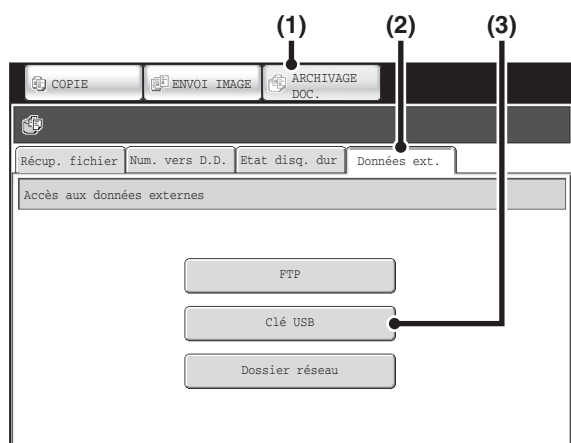 (1) (2) (3)
COPIE ENVOI IMAGE ARCHIVAGE
DOC.
Récup. fichier Num. vers D.D. Etat disq. dur Données ext.
Accès aux données externes
FTP
Clé USB
Dossier réseau